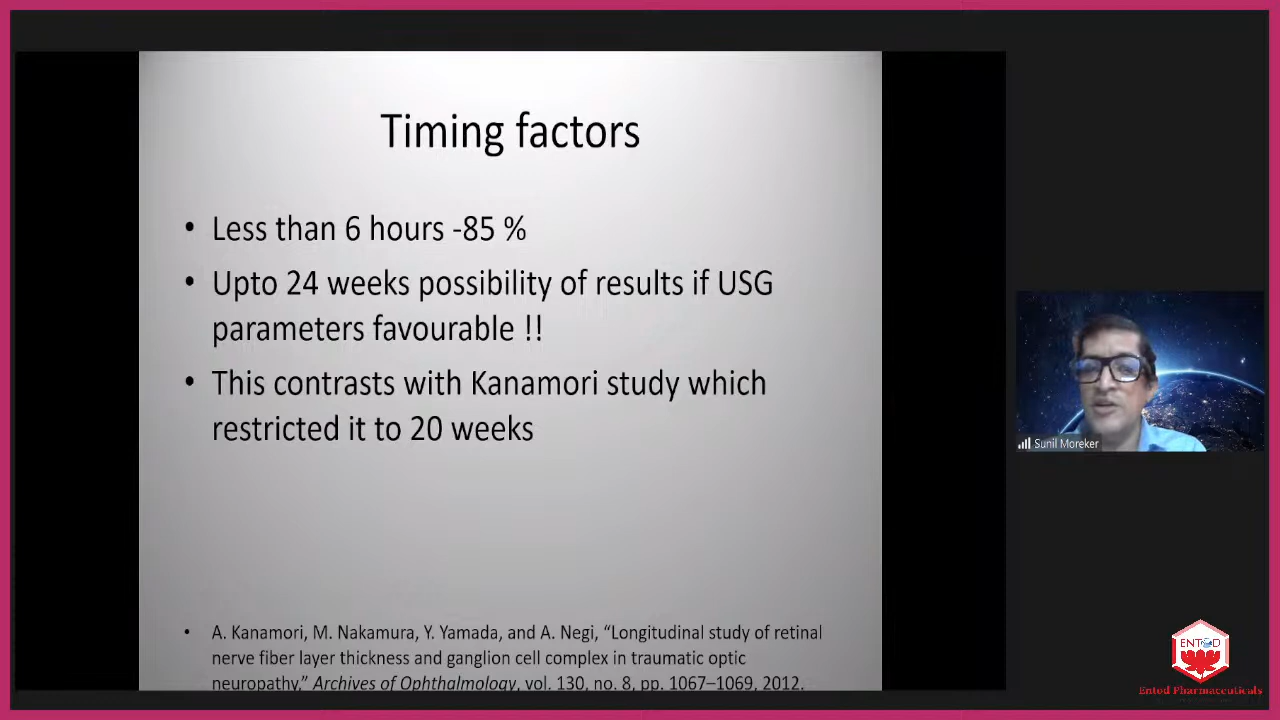 Timing factors
• Less than 6 hours -85 %
• Upto 24 weeks possibility of results if USG
parameters favourable !!
• This contrasts with Kanamori study which
restricted it to 20 weeks
• A. Kanamori, M. Nakamura, Y. Yamada, and A. Negi, “Longitudinal study of retinal
nerve fiber layer thickness and ganglion cell complex in traumatic optic
neuropathy,” Archives of Ophthalmology, vol. 130, no. 8, pp. 1067–1069, 2012.
Sunil Moreker
ENTOD
Entod Pharmaceuticals